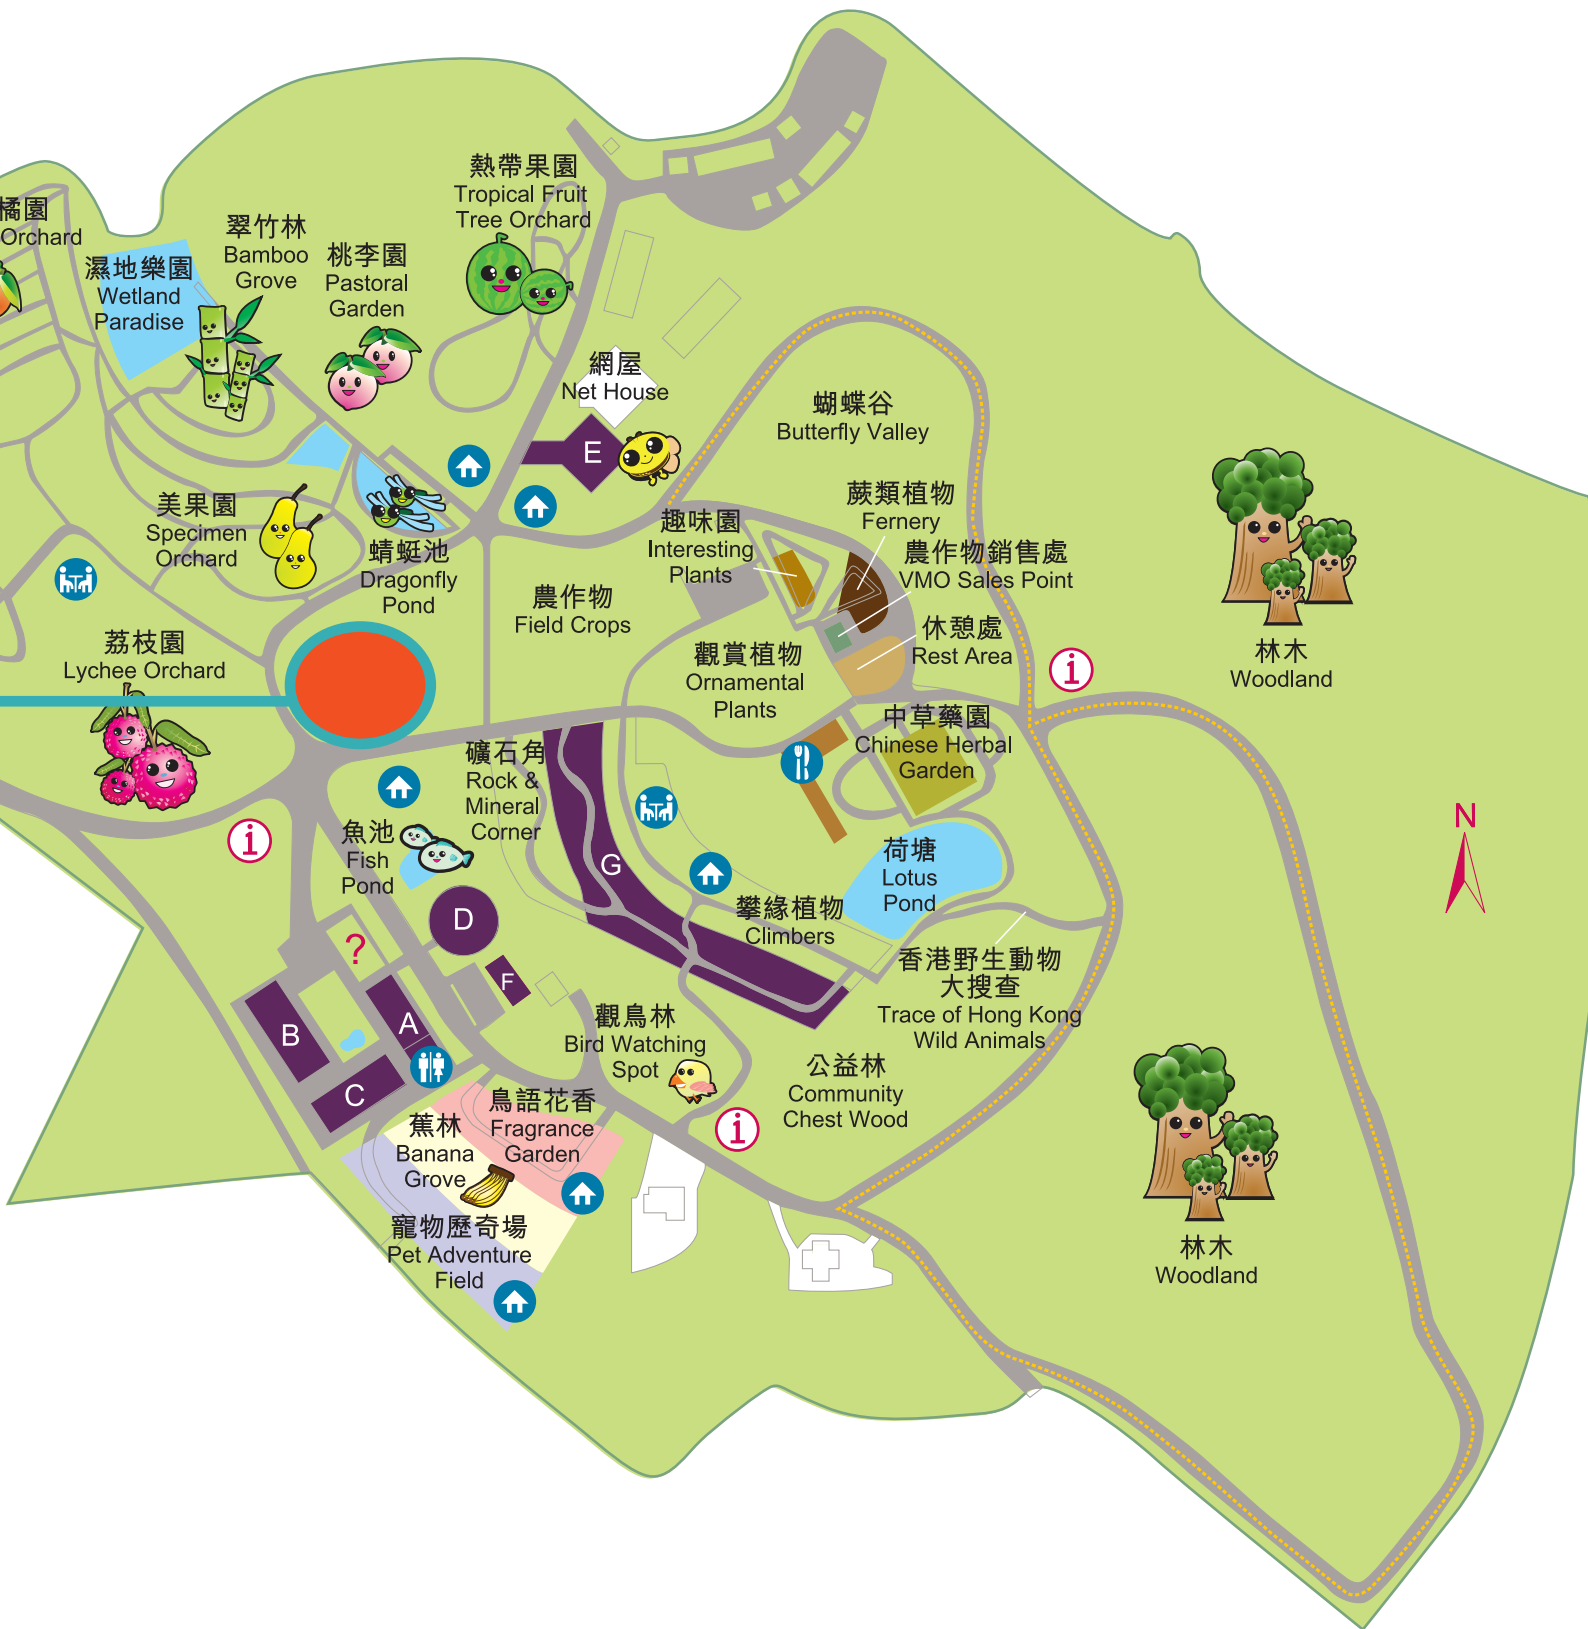 熱帶果園
Tropical Fruit
Tree Orchard
橘園
Orchard
翠竹林
Bamboo
Grove
桃李園
Pastoral
Garden
濕地樂園
Wetland
Paradise
網屋
Net House
E
蝴蝶谷
Butterfly Valley
美果園
Specimen
Orchard
蜻蜓池
Dragonfly
Pond
趣味園
Interesting
Plants
蕨類植物
Fernery
農作物銷售處
VMO Sales Point
農作物
Field Crops
休憩處
Rest Area
荔枝園
Lychee Orchard
觀賞植物
Ornamental
Plants
i
林木
Woodland
中草藥園
Chinese Herbal
Garden
礦石角
Rock &
Mineral
Corner
N
i
魚池
Fish
Pond
G
荷塘
Lotus
Pond
D
攀緣植物
Climbers
?
F
香港野生動物
大搜查
Trace of Hong Kong
Wild Animals
B
A
C
觀鳥林
Bird Watching
Spot
公益林
Community
Chest Wood
i
鳥語花香
Fragrance
Garden
蕉林
Banana
Grove
寵物歷奇場
Pet Adventure
Field
林木
Woodland